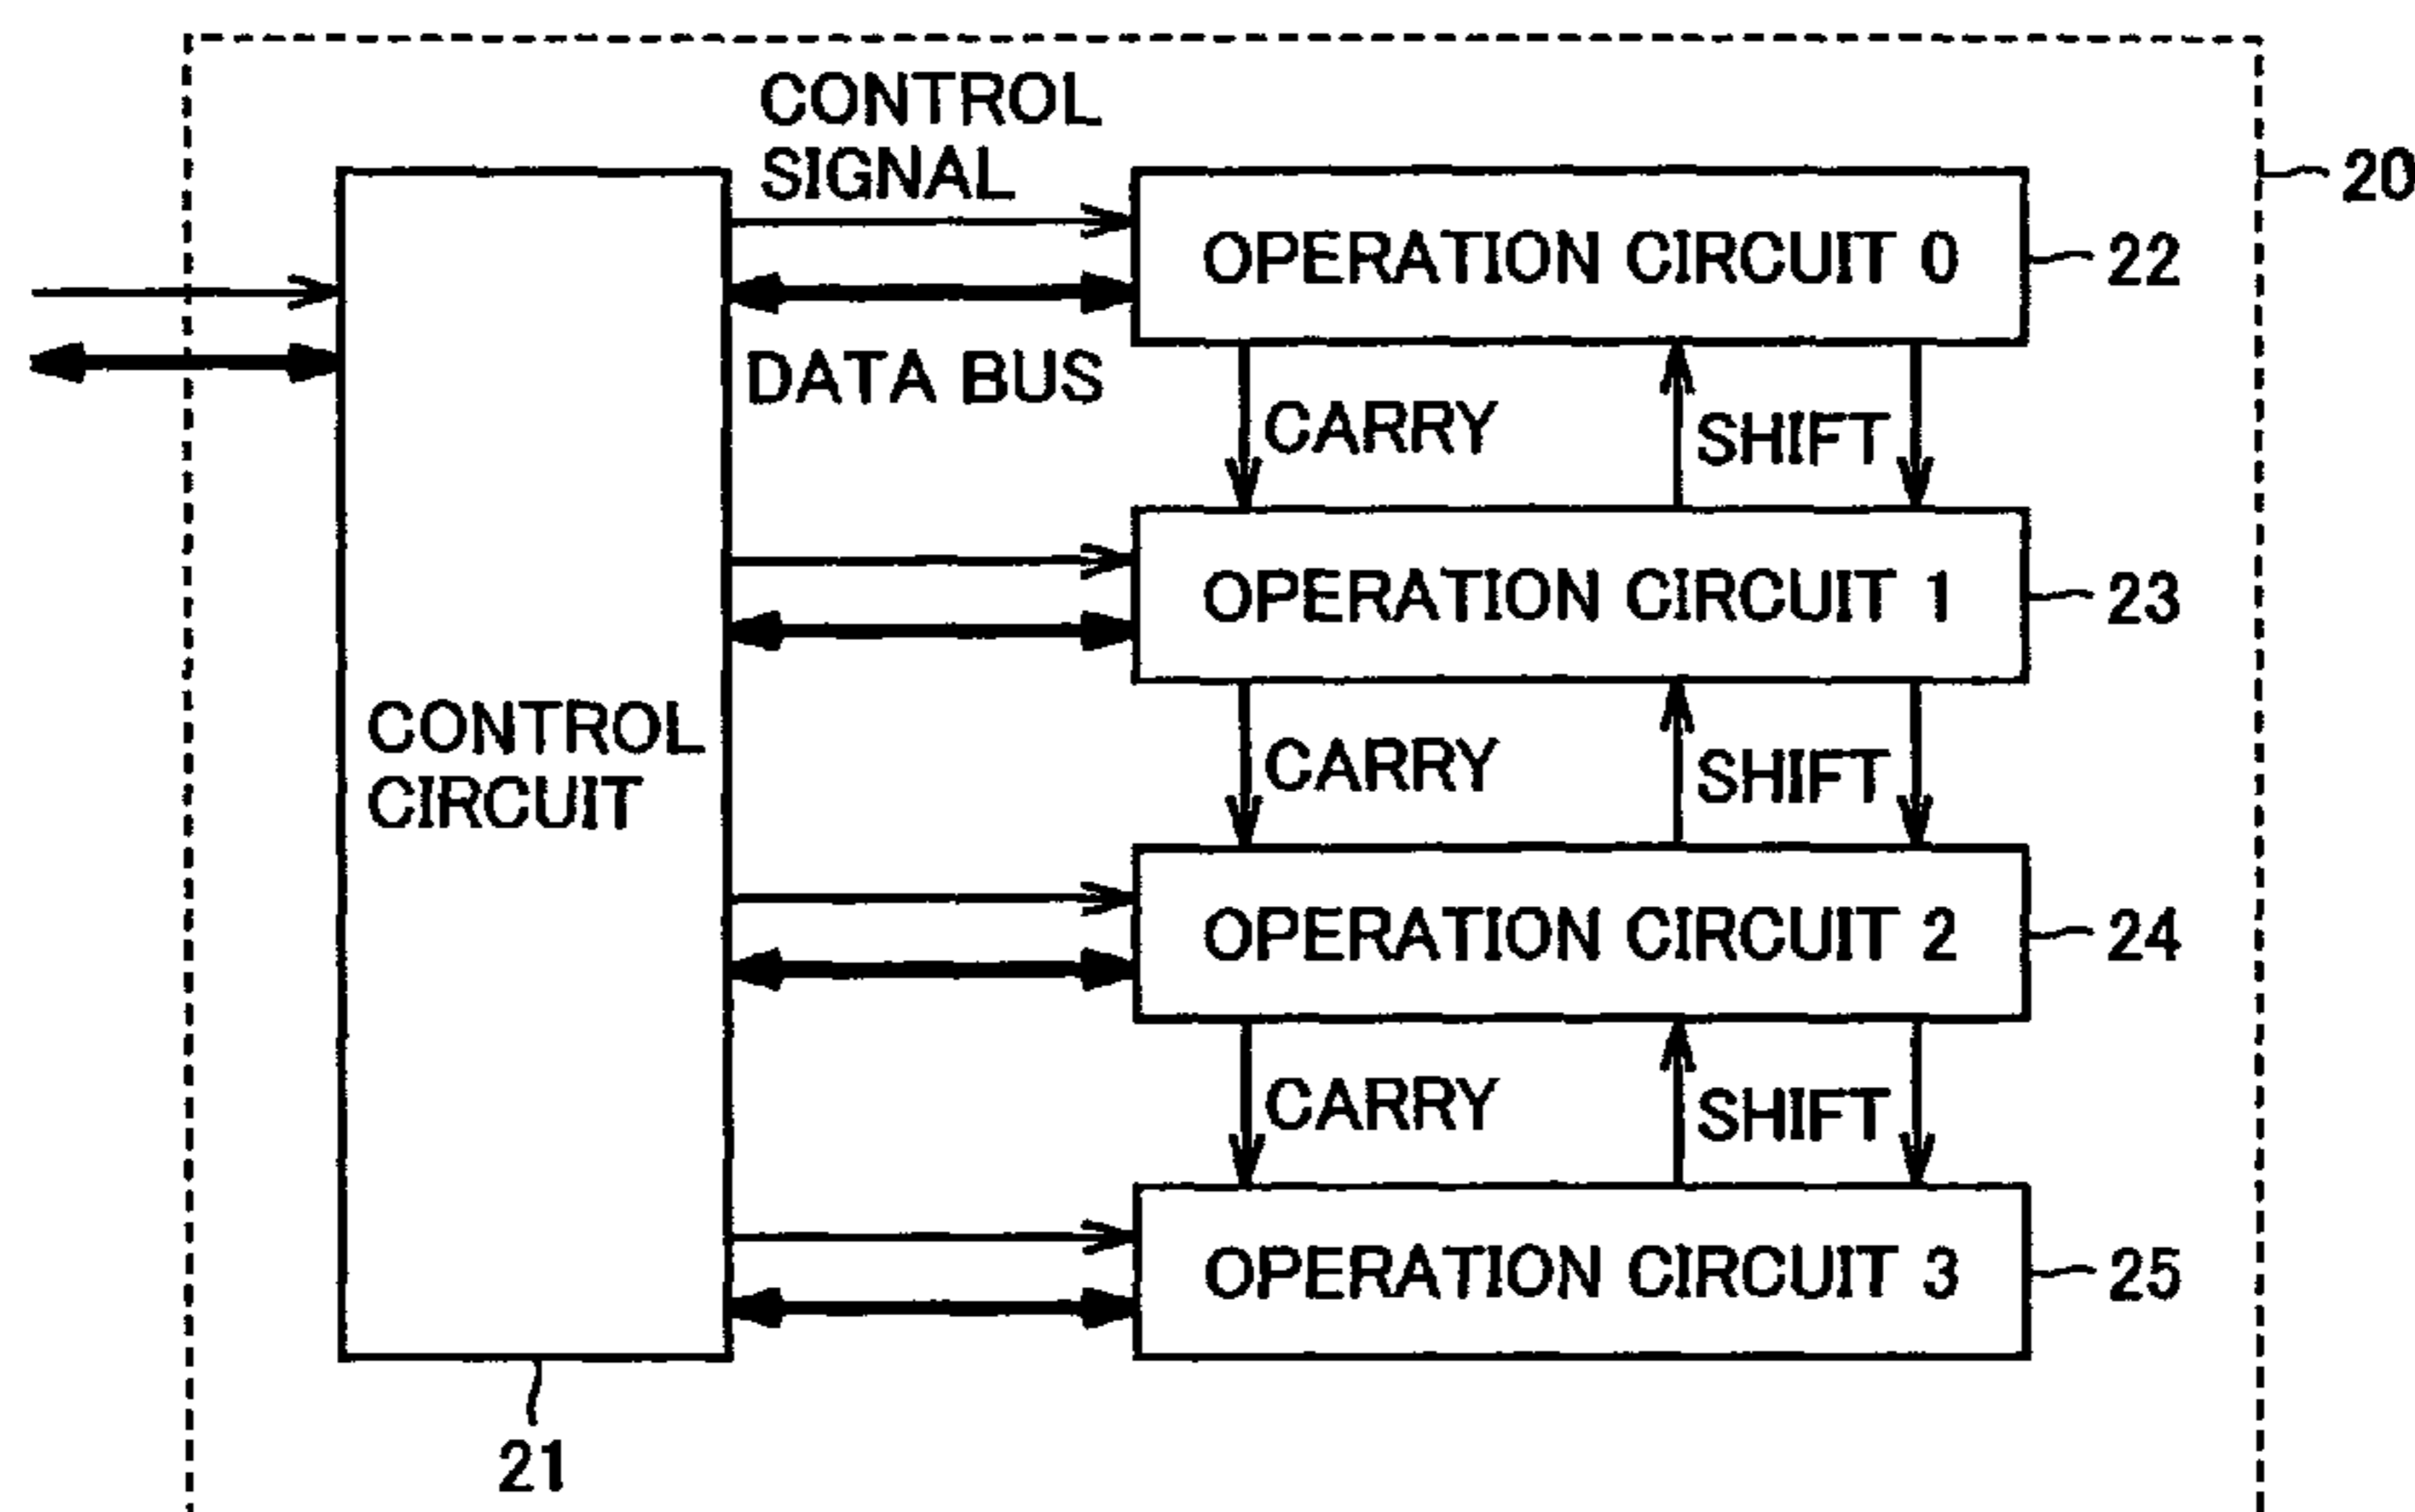 CONTROL
SIGNAL
20
OPERATION CIRCUIT 0
22
DATA BUS
CARRY
SHIFT
OPERATION CIRCUIT 1
23
CONTROL
CIRCUIT
CARRY
SHIFT
OPERATION CIRCUIT 2
24
CARRY
SHIFT
OPERATION CIRCUIT 3
25
21